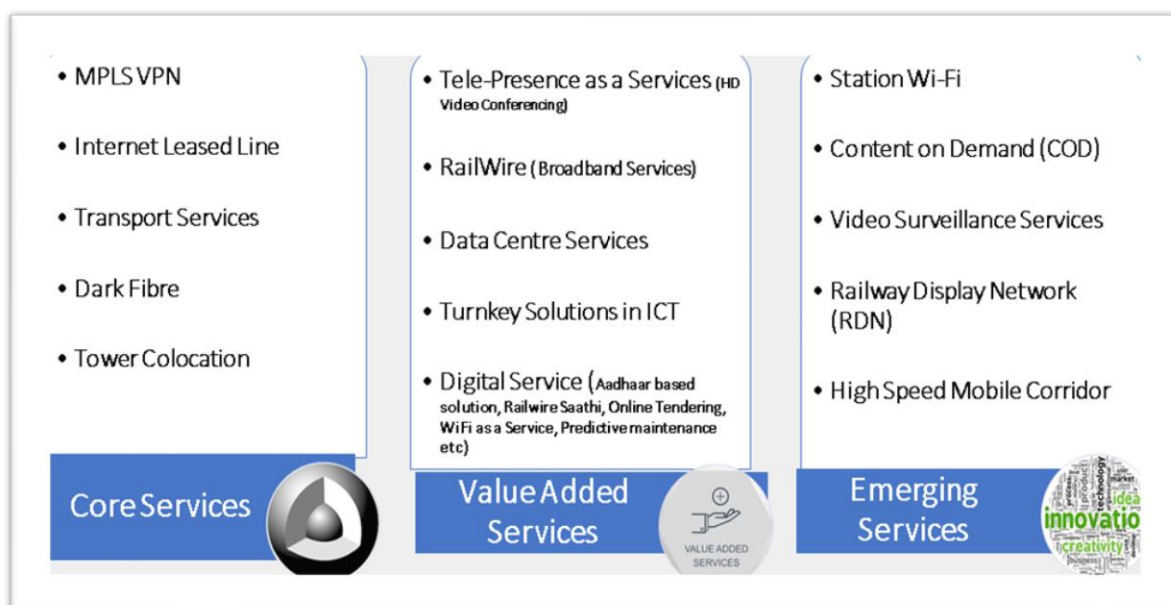 • MPLS VPN
• Internet Leased Line
• Transport Services
• Dark Fibre
• Tower Colocation
Core Services
• Tele-Presence as a Services (HD
Video Conferencing)
• RailWire (Broadband Services)
• Data Centre Services
• Turnkey Solutions in ICT
• Digital Service (Aadhaar based
solution, Railwire Saathi, Online Tendering,
WiFi as a Service, Predictive maintenance
etc)
Value Added
Services
VALUE ADDED
SERVICES
• Station Wi-Fi
• Content on Demand (COD)
• Video Surveillance Services
• Railway Display Network
(RDN)
• High Speed Mobile Corridor
Emerging
Services
product
technology
market
idea
innovatio
creativity
business